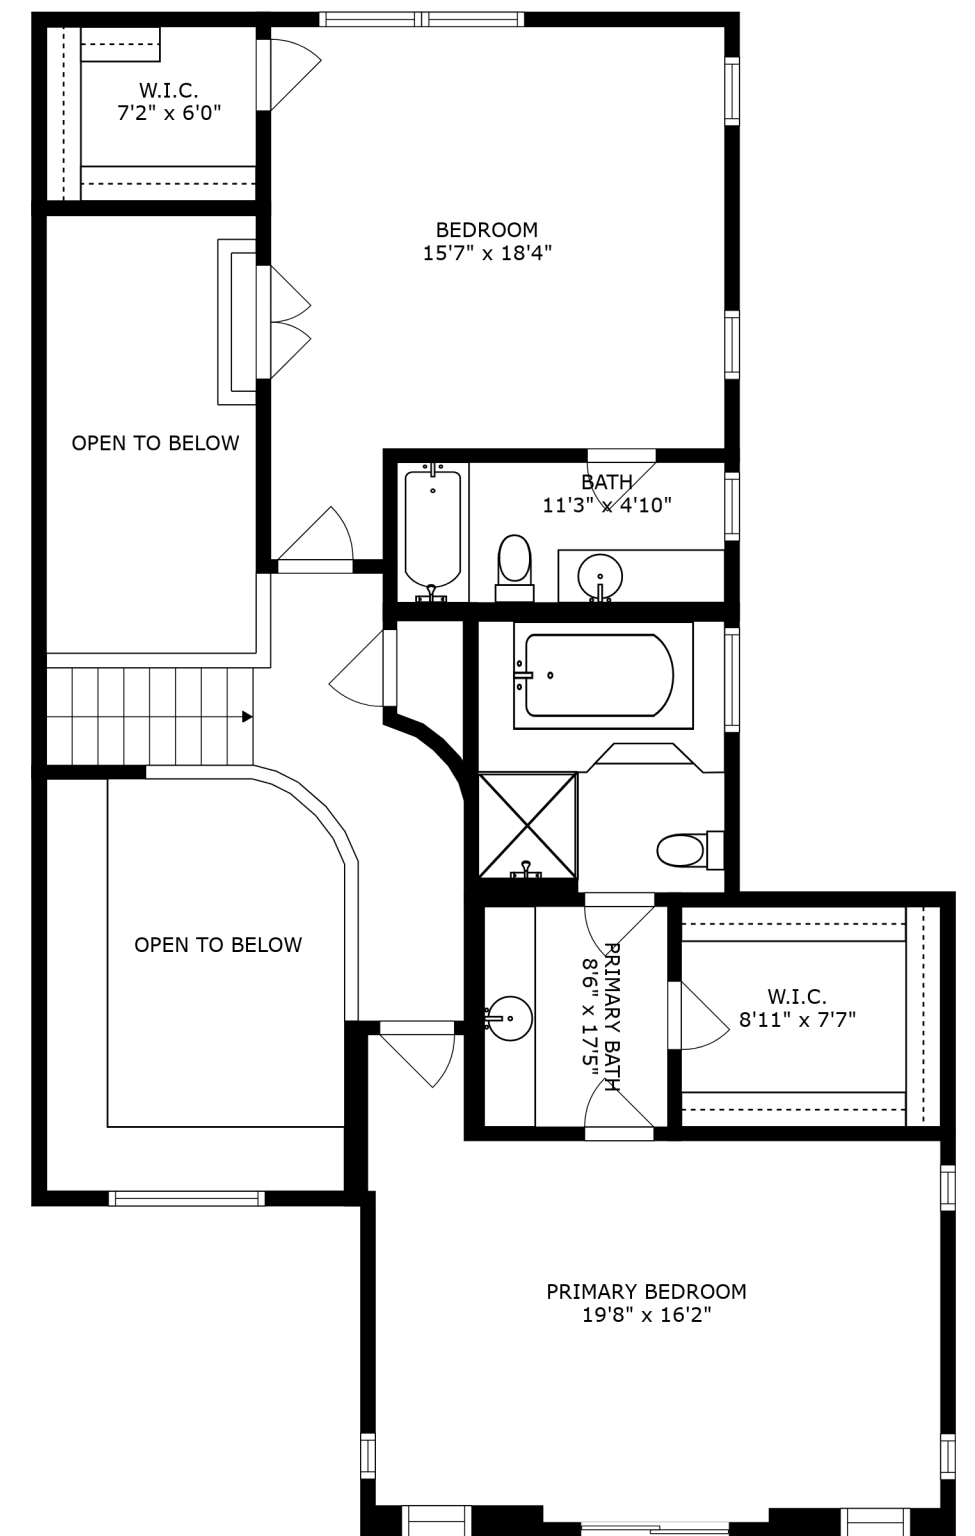 W.I.C.
7'2" x 6'0"
BEDROOM
15'7" x 18'4"
OPEN TO BELOW
BATH
11'3" x 4'10"
OPEN TO BELOW
PRIMARY BATH
8'6" x 17'5"
W.I.C.
8'11" x 7'7"
PRIMARY BEDROOM
19'8" x 16'2"